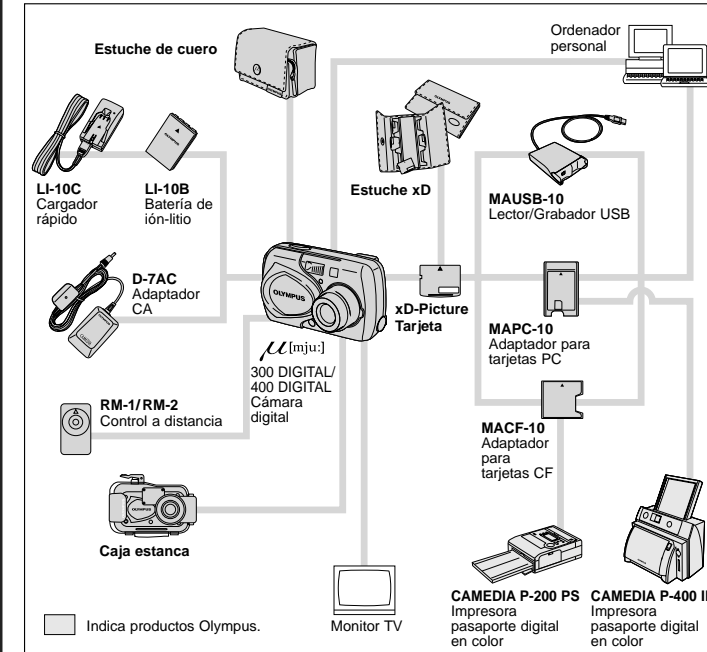 Ordenador
personal
Estuche de cuero
OLYMPUS
LI-10C
Cargador
rápido
LI-10B
Batería de
ión-litio
Estuche xD
MAUSB-10
Lector/Grabador USB
D-7AC
Adaptador
CA
OLYMPUS
xD-Picture
Tarjeta
MAPC-10
Adaptador para
tarjetas PC
µ[mju:]
300 DIGITAL/
400 DIGITAL
Cámara
digital
RM-1/RM-2
Control a distancia
MACF-10
Adaptador
para
tarjetas CF
OLYMPUS
Caja estanca
CAMEDIA P-200 PS
Impresora
pasaporte digital
en color
CAMEDIA P-400 II
Impresora
pasaporte digital
en color
Indica productos Olympus.
Monitor TV